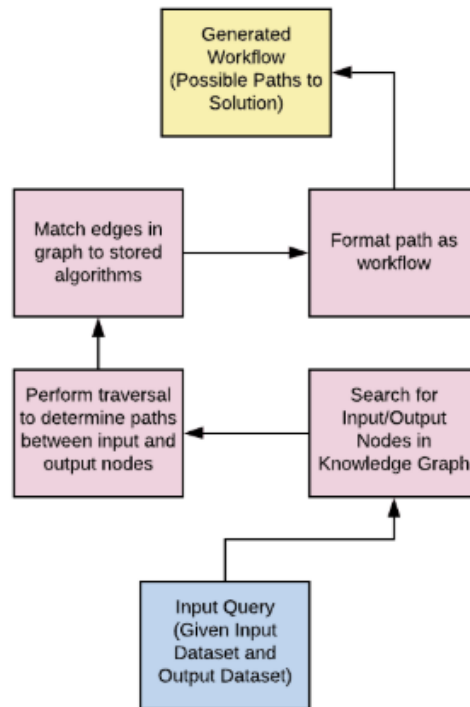 Generated
Workflow
(Possible Paths to
Solution)
Match edges in
graph to stored
algorithms
Format path as
workflow
Perform traversal
to determine paths
between input and
output nodes
Search for
Input/Output
Nodes in
Knowledge Graph
Input Query
(Given Input
Dataset and
Output Dataset)